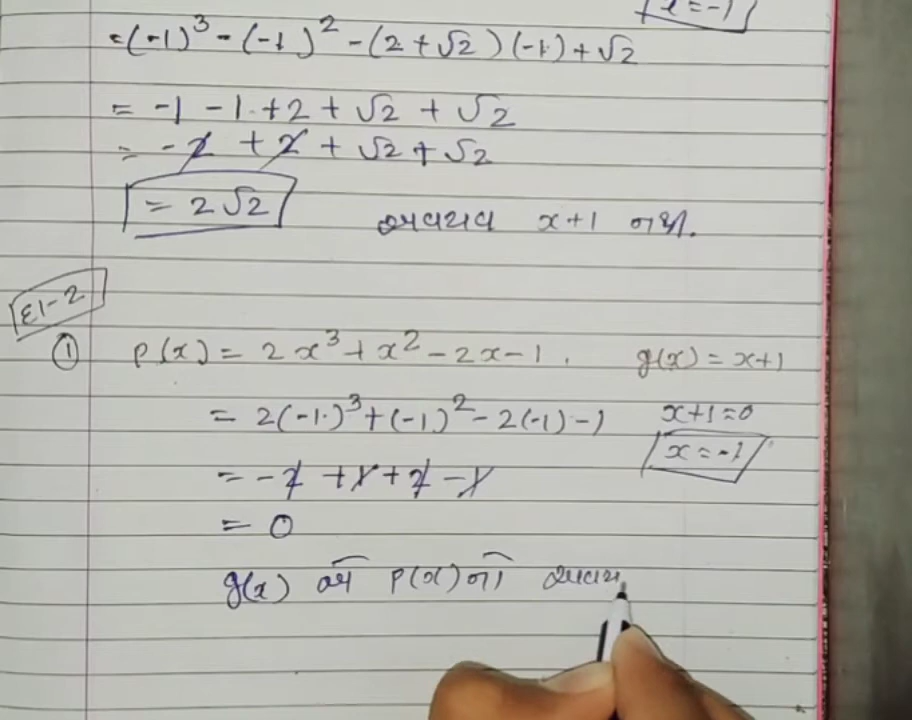 x = -1
= (-1)³ - (-1)² - (2 + √2)(-1) + √2
= -1 - 1 + 2 + √2 + √2
= -2 + 2 + √2 + √2
= 2√2 અવયવ x+1 નથી.
દા-2
① P(x) = 2x³ + x² - 2x - 1. g(x) = x+1
= 2(-1)³ + (-1)² - 2(-1) - 1 x+1=0
x = -1
= -2 + 1 + 2 - 1
= 0
g(x) એ P(x) નો અવયવ